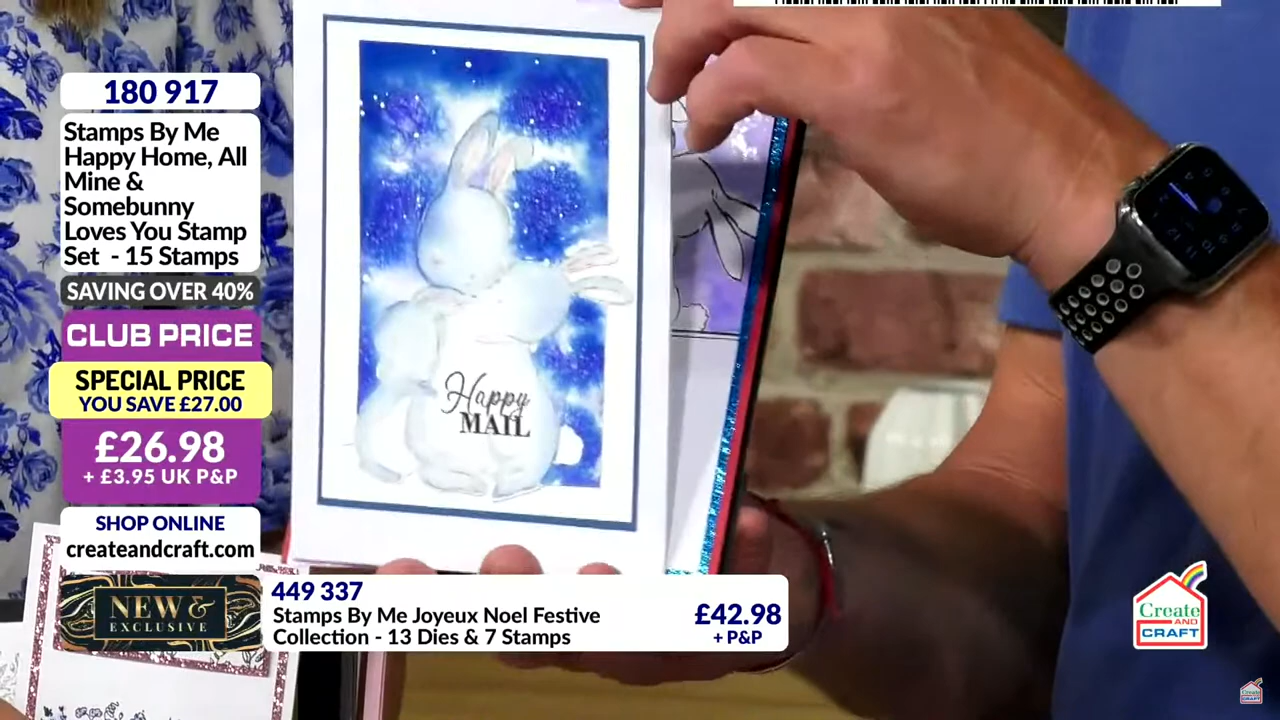 180 917
Stamps By Me
Happy Home, All
Mine &
Somebunny
Loves You Stamp
Set - 15 Stamps
SAVING OVER 40%
CLUB PRICE
SPECIAL PRICE
YOU SAVE £27.00
£26.98
+ £3.95 UK P&P
SHOP ONLINE
createandcraft.com
NEW &
EXCLUSIVE
449 337
Stamps By Me Joyeux Noel Festive
Collection - 13 Dies & 7 Stamps
£42.98
+ P&P
Happy
MAIL
Create
AND
CRAFT